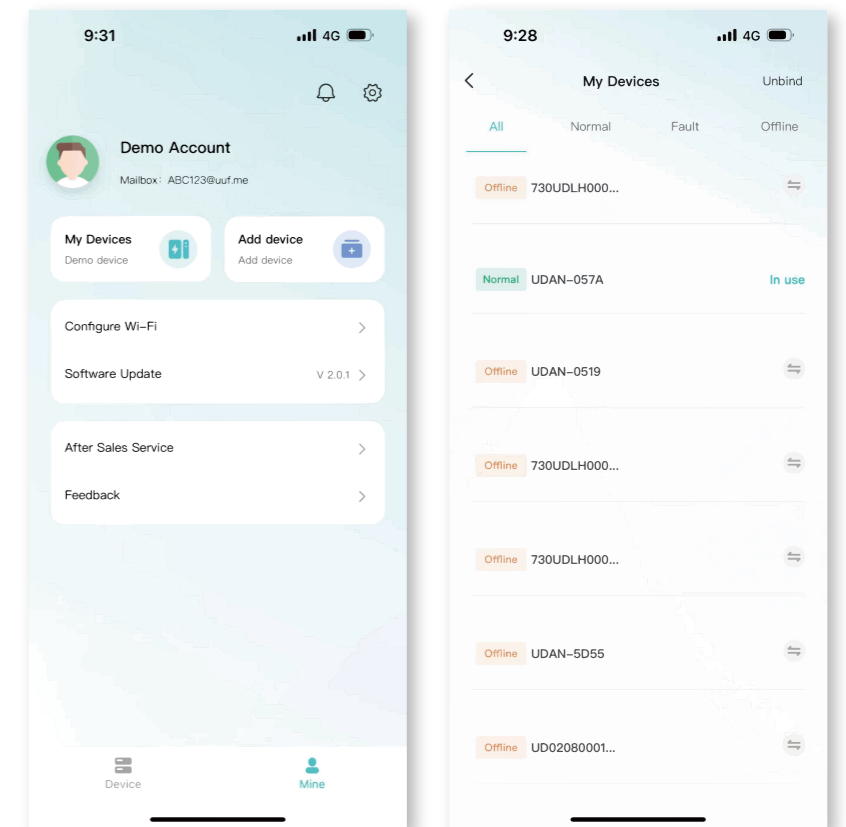 9:31
4G
Demo Account
Mailbox: ABC123@uuf.me
My Devices
Demo device
Add device
Add device
Configure Wi-Fi
Software Update V 2.0.1
After Sales Service
Feedback
Device
Mine
9:28
4G
My Devices
Unbind
All Normal Fault Offline
Offline 730UDLH000...
Normal UDAN-057A In use
Offline UDAN-0519
Offline 730UDLH000...
Offline 730UDLH000...
Offline UDAN-5D55
Offline UD02080001...